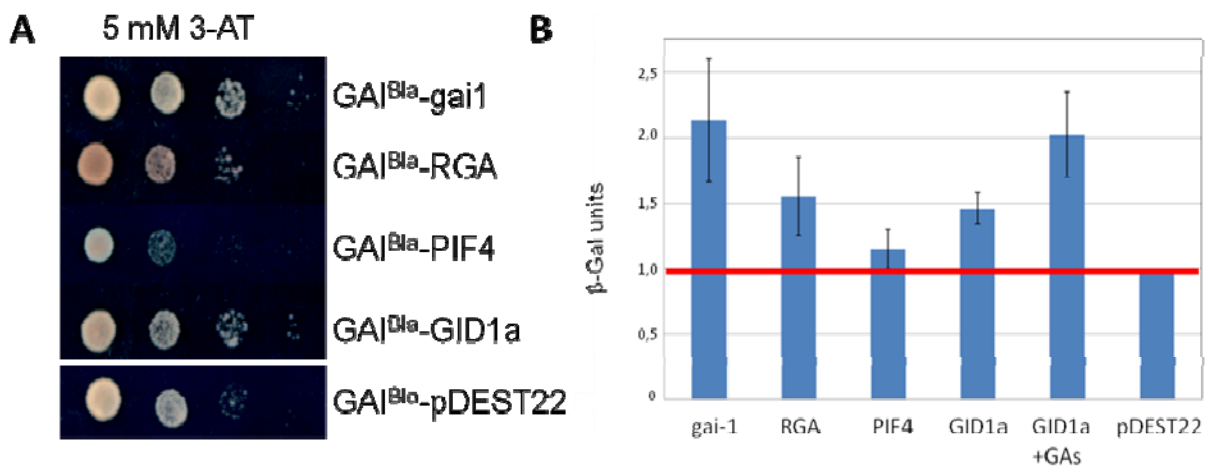 A
5 mM 3-AT
GAIBla-gai1
GAIBla-RGA
GAIBla-PIF4
GAIBla-GID1a
GAIBla-pDEST22
B
β-Gal units
2,5
2,0
1,5
1,0
0,5
0
gai-1
RGA
PIF4
GID1a
GID1a
+GAs
pDEST22